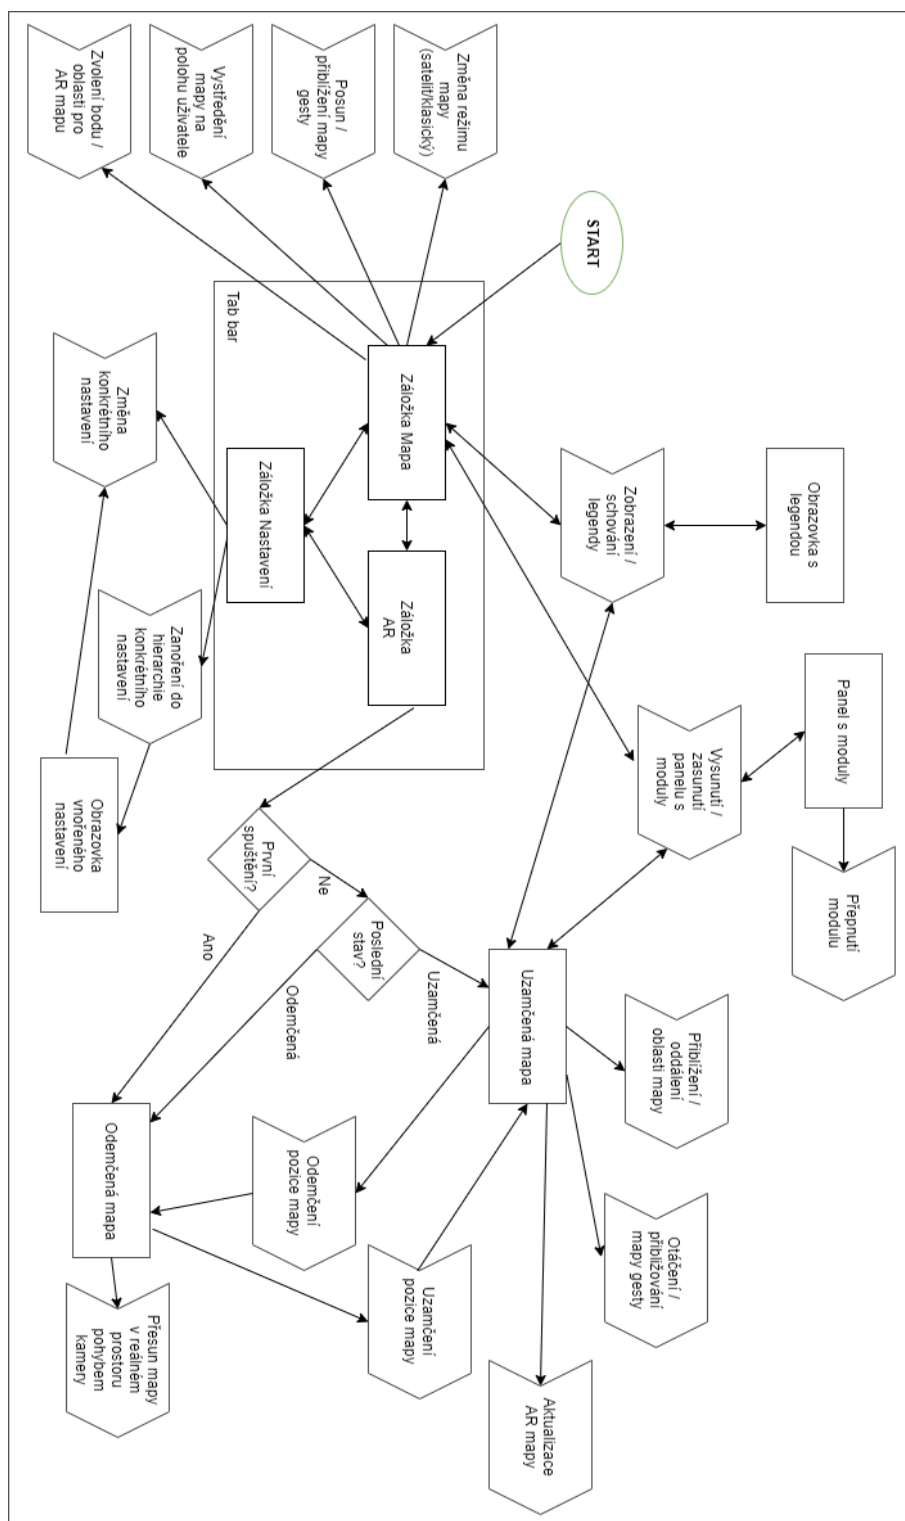 START
Změna režimu
mapy
(satelit/klasický)
Posun /
přiblížení mapy
gesty
Vystředění
mapy na
polohu uživatele
Zvolení bodu /
oblasti pro
AR mapu
Tab bar
Záložka Mapa
Záložka
AR
Záložka Nastavení
Změna
konkrétního
nastavení
Zanoření do
hierarchie
konkrétního
nastavení
Obrazovka
vnořeného
nastavení
Obrazovka s
legendou
Zobrazení /
schování
legendy
Panel s moduly
Vysunutí /
zasunutí
panelu s
moduly
Přepnutí
modulu
První
spuštění?
Ne
Ano
Poslední
stav?
Uzamčená
Odemčená
Uzamčená mapa
Přiblížení /
oddálení
oblasti mapy
Otáčení /
přibližování
mapy gesty
Aktualizace
AR mapy
Odemčení
pozice mapy
Uzamčení
pozice mapy
Odemčená mapa
Přesun mapy
v reálném
prostoru
pohybem
kamery